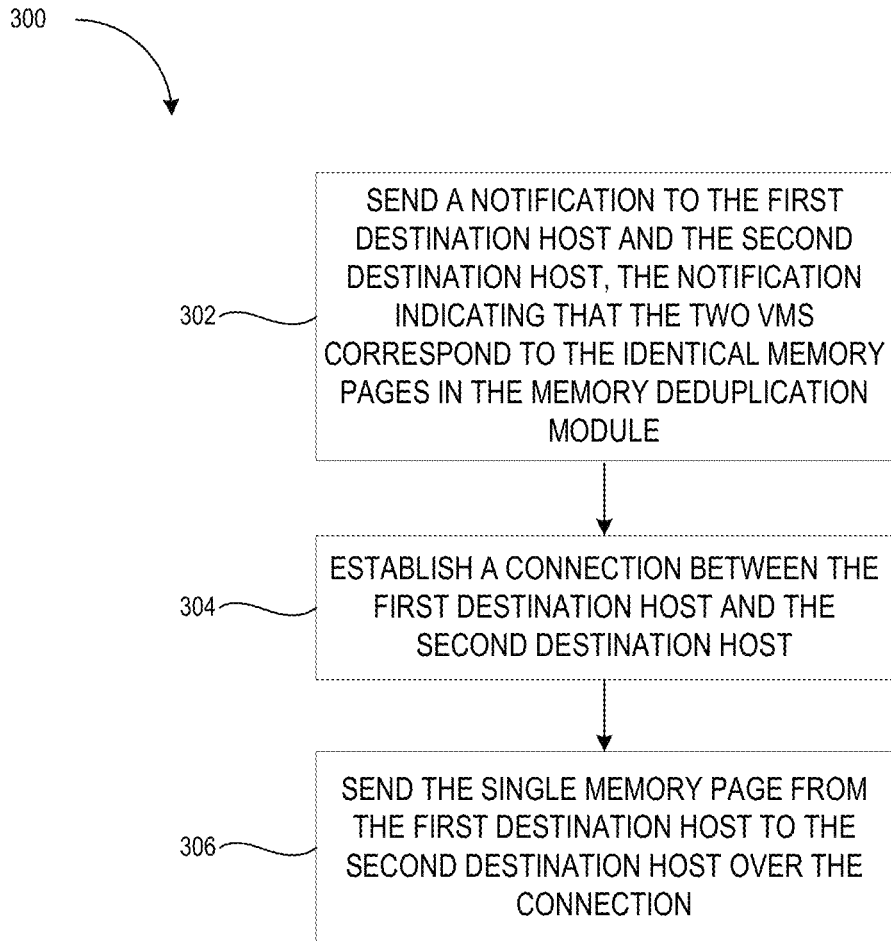 300
SEND A NOTIFICATION TO THE FIRST
DESTINATION HOST AND THE SECOND
DESTINATION HOST, THE NOTIFICATION
INDICATING THAT THE TWO VMS
CORRESPOND TO THE IDENTICAL MEMORY
PAGES IN THE MEMORY DEDUPLICATION
MODULE
302
ESTABLISH A CONNECTION BETWEEN THE
FIRST DESTINATION HOST AND THE
SECOND DESTINATION HOST
304
SEND THE SINGLE MEMORY PAGE FROM
THE FIRST DESTINATION HOST TO THE
SECOND DESTINATION HOST OVER THE
CONNECTION
306